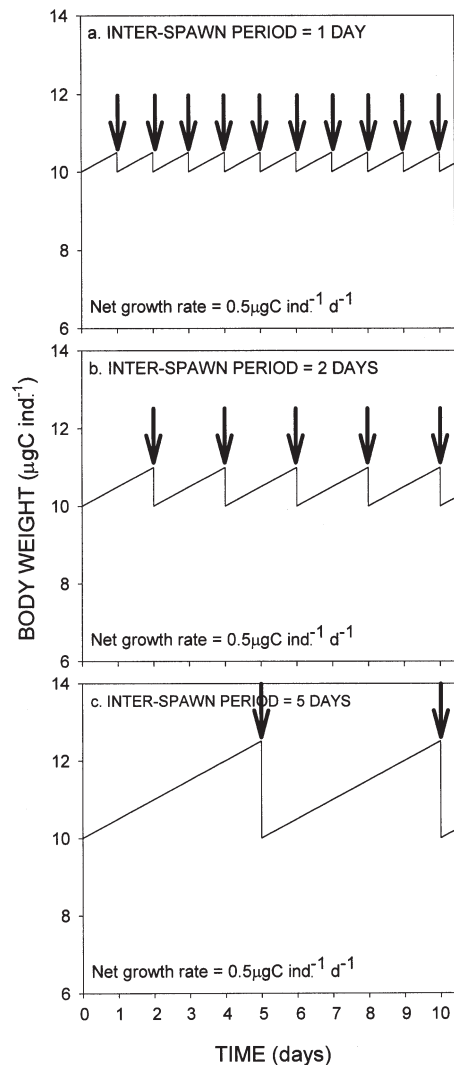 14
a. INTER-SPAWN PERIOD = 1 DAY
12
10
8
Net growth rate = 0.5µgC ind.⁻¹ d⁻¹
6
14
b. INTER-SPAWN PERIOD = 2 DAYS
12
10
8
Net growth rate = 0.5µgC ind.⁻¹ d⁻¹
6
BODY WEIGHT (µgC ind.⁻¹)
14
c. INTER-SPAWN PERIOD = 5 DAYS
12
10
8
Net growth rate = 0.5µgC ind.⁻¹ d⁻¹
6
0 1 2 3 4 5 6 7 8 9 10
TIME (days)